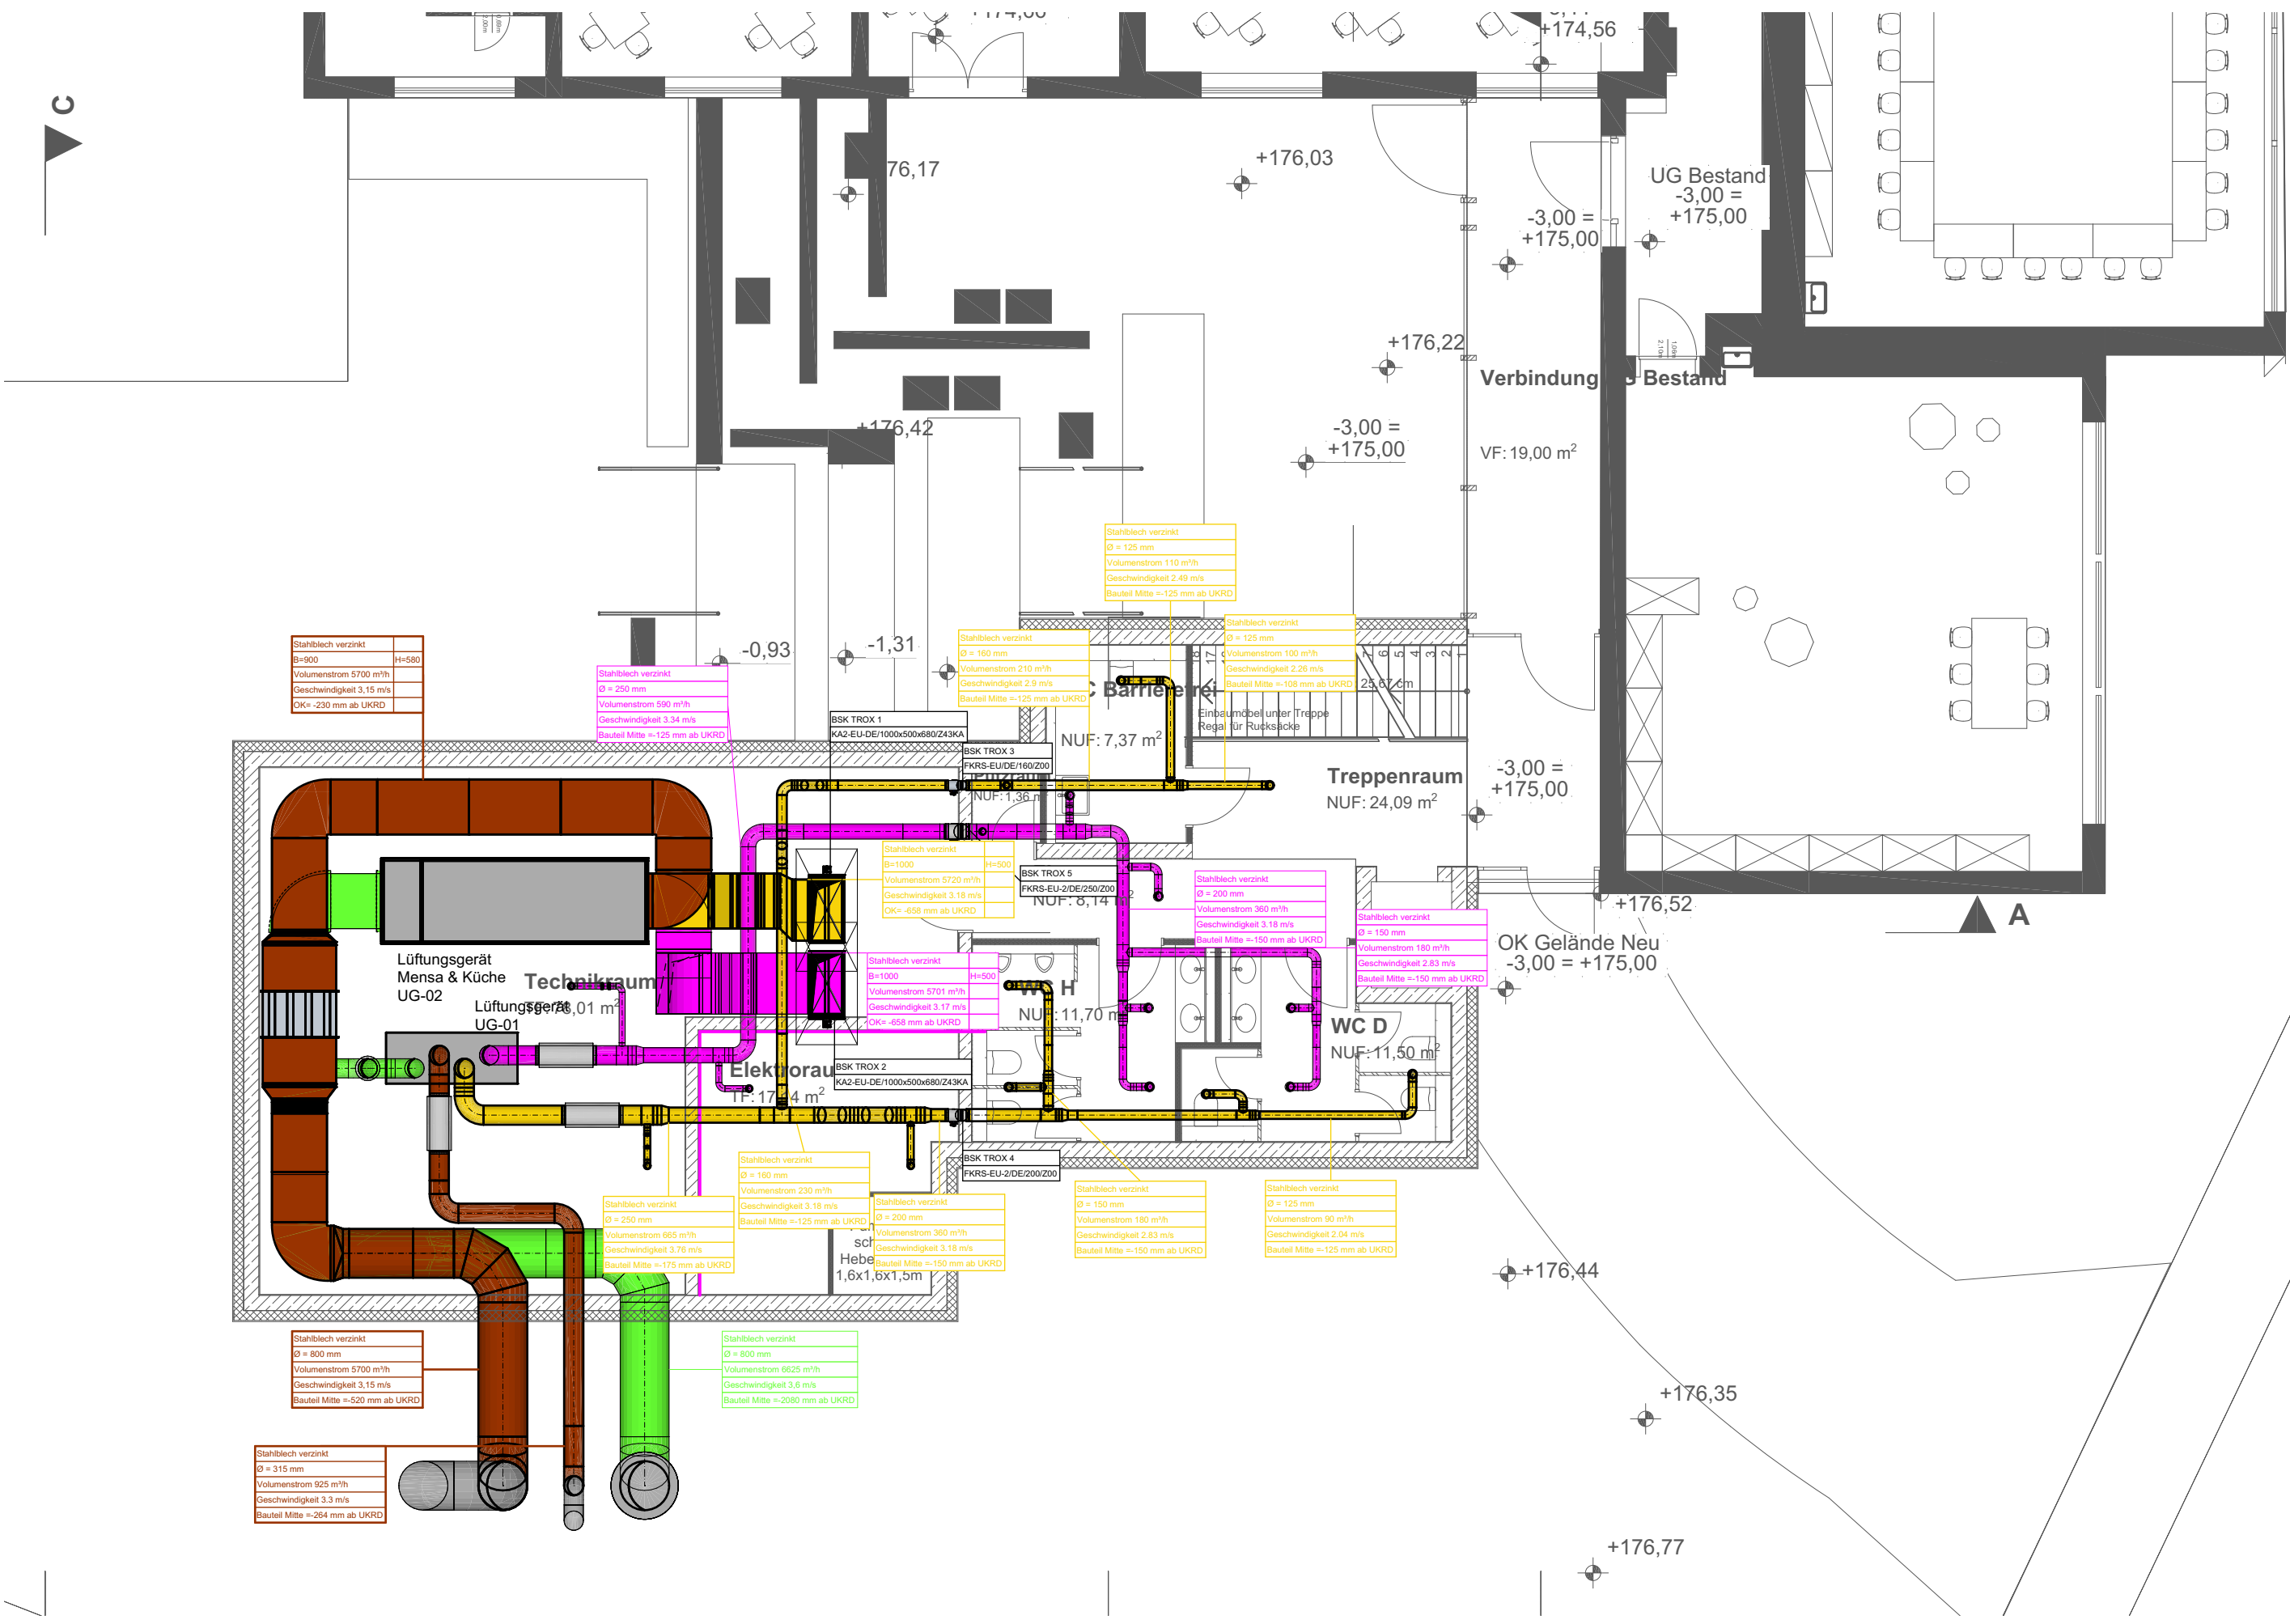 +174,56
C
76,17
+176,03
UG Bestand
-3,00 =
+175,00
-3,00 =
+175,00
+176,22
Verbindung
G Bestand
+176,42
-3,00 =
+175,00
VF: 19,00 m²
Stahlblech verzinkt
Ø = 125 mm
Volumenstrom 110 m³/h
Geschwindigkeit 2.49 m/s
Bauteil Mitte =-125 mm ab UKRD
Stahlblech verzinkt
B=900 H=580
Volumenstrom 5700 m³/h
Geschwindigkeit 3,15 m/s
OK= -230 mm ab UKRD
-0,93
-1,31
Stahlblech verzinkt
Ø = 250 mm
Volumenstrom 590 m³/h
Geschwindigkeit 3.34 m/s
Bauteil Mitte =-125 mm ab UKRD
Stahlblech verzinkt
Ø = 160 mm
Volumenstrom 210 m³/h
Geschwindigkeit 2.9 m/s
Bauteil Mitte =-125 mm ab UKRD
Stahlblech verzinkt
Ø = 125 mm
Volumenstrom 100 m³/h
Geschwindigkeit 2.26 m/s
Bauteil Mitte =-108 mm ab UKRD
17
6
5
4
3
2
1
25,67 cm
C Barrierefrei
Einbaumöbel unter Treppe
Regal für Rucksäcke
NUF: 7,37 m²
BSK TROX 1
KA2-EU-DE/1000x500x680/Z43KA
BSK TROX 3
FKRS-EU/DE/160/Z00
NUF: 1,36 m
Treppenraum
NUF: 24,09 m²
-3,00 =
+175,00
Stahlblech verzinkt
B=1000 H=500
Volumenstrom 5720 m³/h
Geschwindigkeit 3.18 m/s
OK= -658 mm ab UKRD
BSK TROX 5
FKRS-EU-2/DE/250/Z00
NUF: 8,14
Stahlblech verzinkt
Ø = 200 mm
Volumenstrom 360 m³/h
Geschwindigkeit 3.18 m/s
Bauteil Mitte =-150 mm ab UKRD
Stahlblech verzinkt
Ø = 150 mm
Volumenstrom 180 m³/h
Geschwindigkeit 2.83 m/s
Bauteil Mitte =-150 mm ab UKRD
+176,52
A
OK Gelände Neu
-3,00 = +175,00
Lüftungsgerät
Mensa & Küche
UG-02
Technikraum
Lüftungsgerät
UG-01
Stahlblech verzinkt
B=1000 H=500
Volumenstrom 5701 m³/h
Geschwindigkeit 3.17 m/s
OK= -658 mm ab UKRD
WC H
NUF: 11,70 m
WC D
NUF: 11,50 m²
Elektrorau
BSK TROX 2
KA2-EU-DE/1000x500x680/Z43KA
BSK TROX 4
FKRS-EU-2/DE/200/Z00
Stahlblech verzinkt
Ø = 160 mm
Volumenstrom 230 m³/h
Geschwindigkeit 3.18 m/s
Bauteil Mitte =-125 mm ab UKRD
Stahlblech verzinkt
Ø = 250 mm
Volumenstrom 665 m³/h
Geschwindigkeit 3.76 m/s
Bauteil Mitte =-175 mm ab UKRD
Stahlblech verzinkt
Ø = 200 mm
Volumenstrom 360 m³/h
Geschwindigkeit 3.18 m/s
Bauteil Mitte =-150 mm ab UKRD
sch
Hebe
1,6x1,6x1,5m
Stahlblech verzinkt
Ø = 150 mm
Volumenstrom 180 m³/h
Geschwindigkeit 2.83 m/s
Bauteil Mitte =-150 mm ab UKRD
Stahlblech verzinkt
Ø = 125 mm
Volumenstrom 90 m³/h
Geschwindigkeit 2.04 m/s
Bauteil Mitte =-125 mm ab UKRD
+176,44
Stahlblech verzinkt
Ø = 800 mm
Volumenstrom 5700 m³/h
Geschwindigkeit 3,15 m/s
Bauteil Mitte =-520 mm ab UKRD
Stahlblech verzinkt
Ø = 800 mm
Volumenstrom 6625 m³/h
Geschwindigkeit 3,6 m/s
Bauteil Mitte =-2080 mm ab UKRD
+176,35
Stahlblech verzinkt
Ø = 315 mm
Volumenstrom 925 m³/h
Geschwindigkeit 3.3 m/s
Bauteil Mitte =-264 mm ab UKRD
+176,77